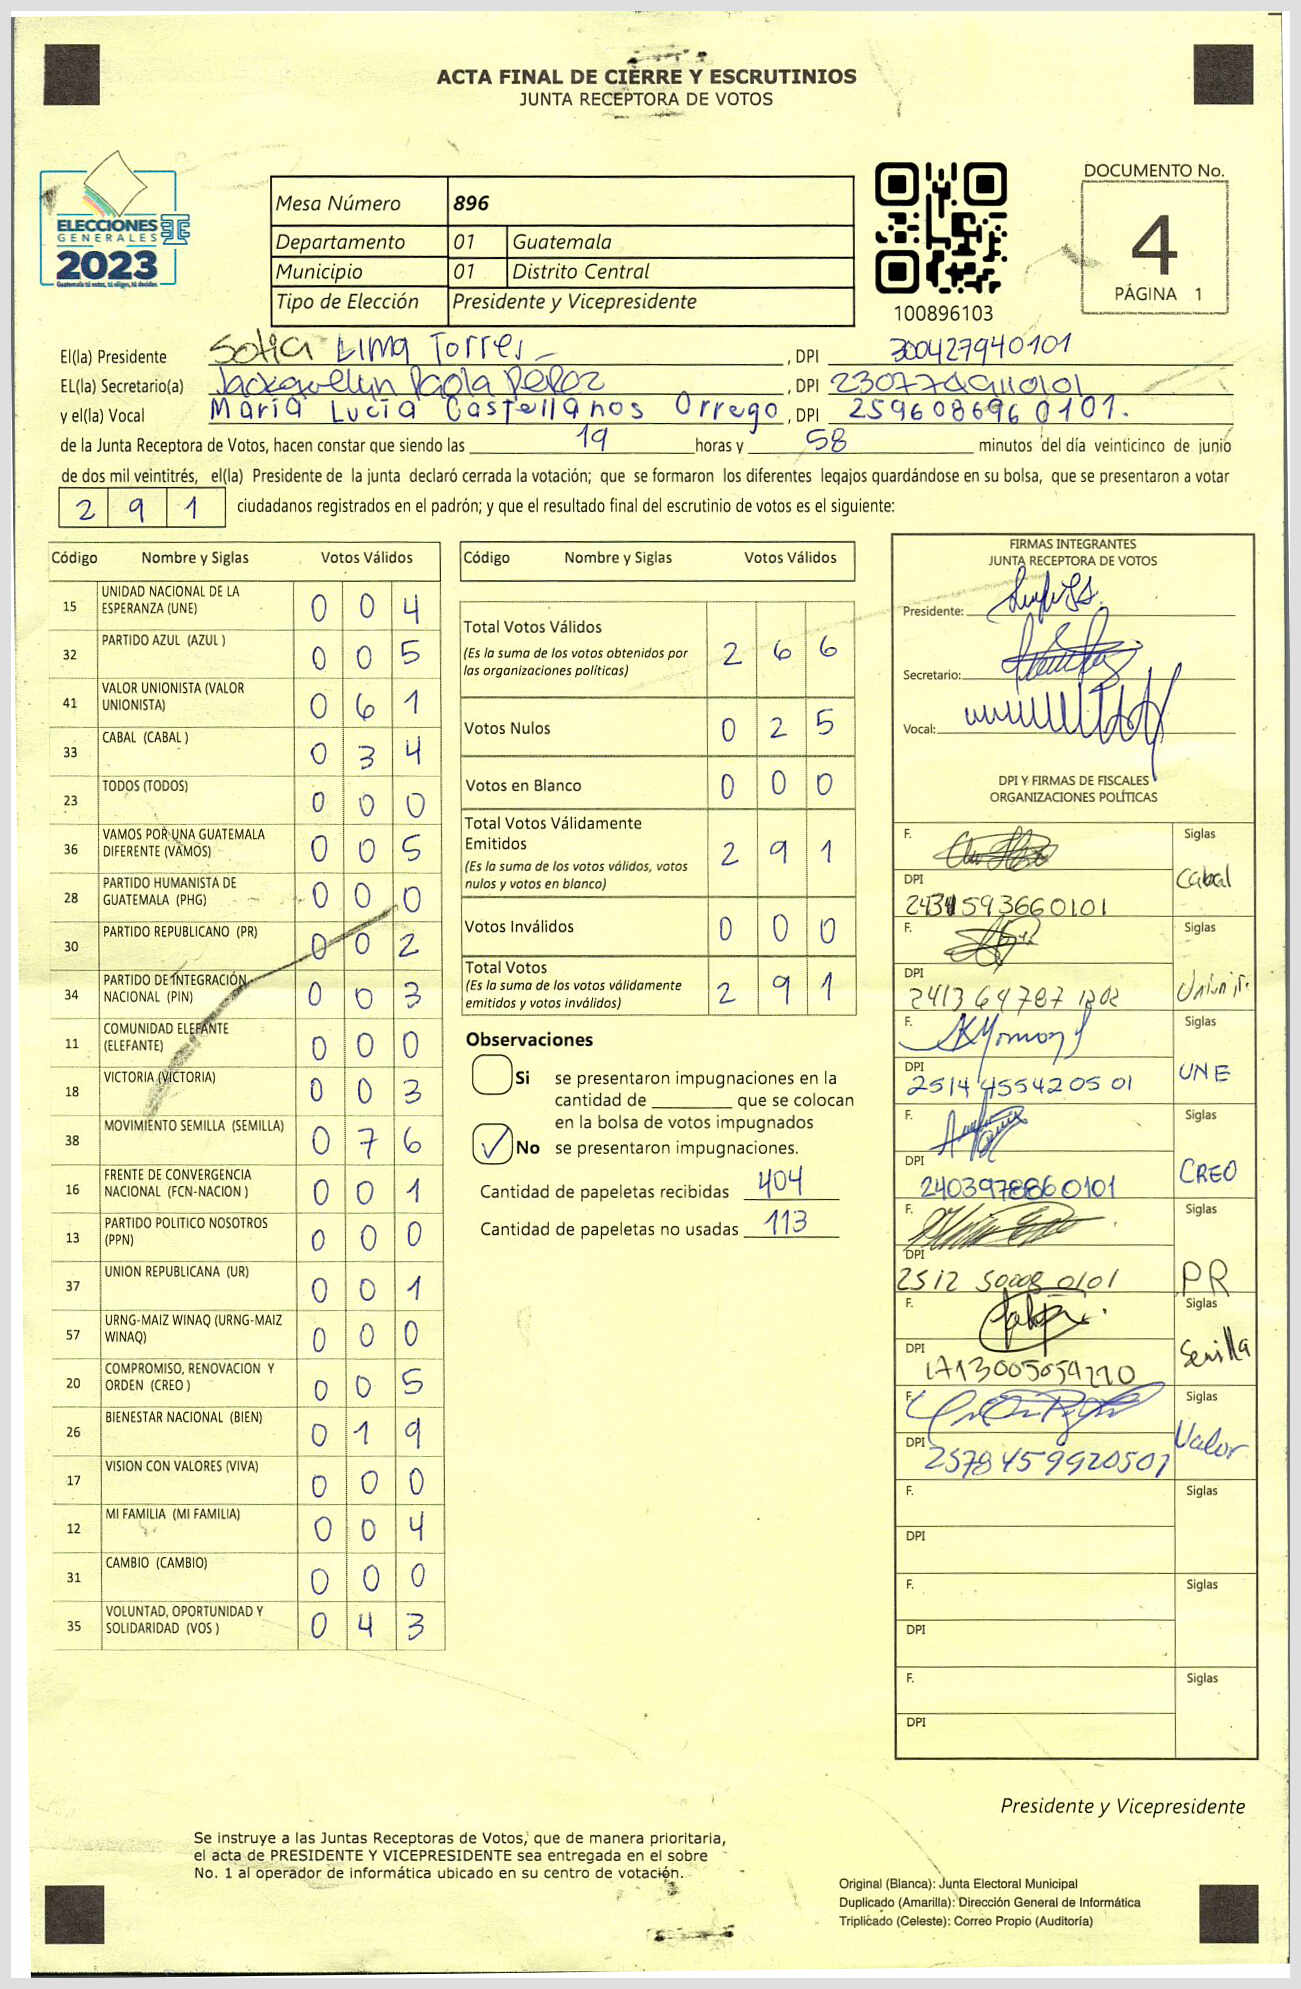 ACTA FINAL DE CIERRE Y ESCRUTINIOS
JUNTA RECEPTORA DE VOTOS
ELECCIONES
GENERALES
2023
Guatemala tú votas, tú eliges, tú decides
Mesa Número 896
Departamento 01 Guatemala
Municipio 01 Distrito Central
Tipo de Elección Presidente y Vicepresidente
100896103
DOCUMENTO No.
4
PÁGINA 1
El(la) Presidente Sofia Lima Torres , DPI 300427940101
EL(la) Secretario(a) Jackquelyn Paola Pérez , DPI
y el(la) Vocal María Lucía Castellanos Orrego , DPI 259608696 0101.
de la Junta Receptora de Votos, hacen constar que siendo las 19 horas y 58 minutos del día veinticinco de junio
de dos mil veintitrés, el(la) Presidente de la junta declaró cerrada la votación; que se formaron los diferentes legajos guardándose en su bolsa, que se presentaron a votar
2 9 1 ciudadanos registrados en el padrón; y que el resultado final del escrutinio de votos es el siguiente:
Código Nombre y Siglas Votos Válidos
15 UNIDAD NACIONAL DE LA ESPERANZA (UNE) 0 0 4
32 PARTIDO AZUL (AZUL ) 0 0 5
41 VALOR UNIONISTA (VALOR UNIONISTA) 0 6 1
33 CABAL (CABAL ) 0 3 4
23 TODOS (TODOS) 0 0 0
36 VAMOS POR UNA GUATEMALA DIFERENTE (VAMOS) 0 0 5
28 PARTIDO HUMANISTA DE GUATEMALA (PHG) 0 0 0
30 PARTIDO REPUBLICANO (PR) 0 0 2
34 PARTIDO DE INTEGRACIÓN NACIONAL (PIN) 0 0 3
11 COMUNIDAD ELEFANTE (ELEFANTE) 0 0 0
18 VICTORIA (VICTORIA) 0 0 3
38 MOVIMIENTO SEMILLA (SEMILLA) 0 7 6
16 FRENTE DE CONVERGENCIA NACIONAL (FCN-NACION ) 0 0 1
13 PARTIDO POLITICO NOSOTROS (PPN) 0 0 0
37 UNION REPUBLICANA (UR) 0 0 1
57 URNG-MAIZ WINAQ (URNG-MAIZ WINAQ) 0 0 0
20 COMPROMISO, RENOVACION Y ORDEN (CREO ) 0 0 5
26 BIENESTAR NACIONAL (BIEN) 0 1 9
17 VISION CON VALORES (VIVA) 0 0 0
12 MI FAMILIA (MI FAMILIA) 0 0 4
31 CAMBIO (CAMBIO) 0 0 0
35 VOLUNTAD, OPORTUNIDAD Y SOLIDARIDAD (VOS ) 0 4 3
Código Nombre y Siglas Votos Válidos
Total Votos Válidos 2 6 6
(Es la suma de los votos obtenidos por
las organizaciones políticas)
Votos Nulos 0 2 5
Votos en Blanco 0 0 0
Total Votos Válidamente
Emitidos 2 9 1
(Es la suma de los votos válidos, votos
nulos y votos en blanco)
Votos Inválidos 0 0 0
Total Votos 2 9 1
(Es la suma de los votos válidamente
emitidos y votos inválidos)
Observaciones
Si se presentaron impugnaciones en la
cantidad de ________ que se colocan
en la bolsa de votos impugnados
No se presentaron impugnaciones.
Cantidad de papeletas recibidas 404
Cantidad de papeletas no usadas 113
FIRMAS INTEGRANTES
JUNTA RECEPTORA DE VOTOS
Presidente:
Secretario:
Vocal:
DPI Y FIRMAS DE FISCALES
ORGANIZACIONES POLÍTICAS
F. Siglas
Cabal
DPI
F. Siglas
DPI
2413 64787 1202
F. Siglas
UNE
DPI
2514 45542 05 01
F. Siglas
CREO
DPI
2403978860101
F. Siglas
PR
DPI
2512 50008 0101
F. Siglas
Semilla
DPI
F. Siglas
Valor
DPI
2578 459920501
F. Siglas
DPI
F. Siglas
DPI
F. Siglas
DPI
Presidente y Vicepresidente
Se instruye a las Juntas Receptoras de Votos, que de manera prioritaria,
el acta de PRESIDENTE Y VICEPRESIDENTE sea entregada en el sobre
No. 1 al operador de informática ubicado en su centro de votación.
Original (Blanca): Junta Electoral Municipal
Duplicado (Amarilla): Dirección General de Informática
Triplicado (Celeste): Correo Propio (Auditoría)